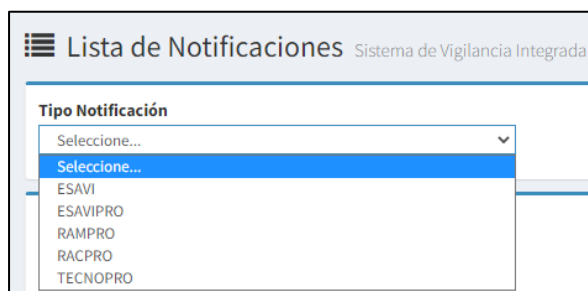 Lista de Notificaciones Sistema de Vigilancia Integrada
Tipo Notificación
Seleccione...
Seleccione...
ESAVI
ESAVIPRO
RAMPRO
RACPRO
TECNOPRO